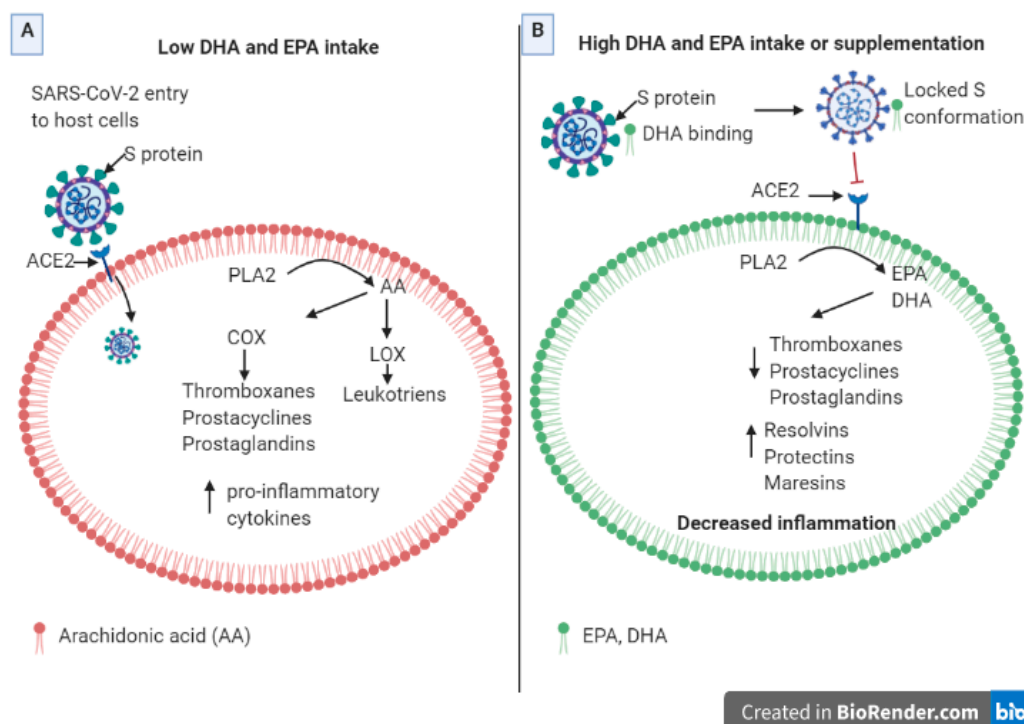 A
Low DHA and EPA intake
SARS-CoV-2 entry
to host cells
S protein
ACE2
PLA2
AA
COX
LOX
Thromboxanes
Prostacyclines
Prostaglandins
Leukotriens
pro-inflammatory
cytokines
Arachidonic acid (AA)
B
High DHA and EPA intake or supplementation
S protein
DHA binding
Locked S
conformation
ACE2
PLA2
EPA
DHA
Thromboxanes
Prostacyclines
Prostaglandins
Resolvins
Protectins
Maresins
Decreased inflammation
EPA, DHA
Created in BioRender.com bio